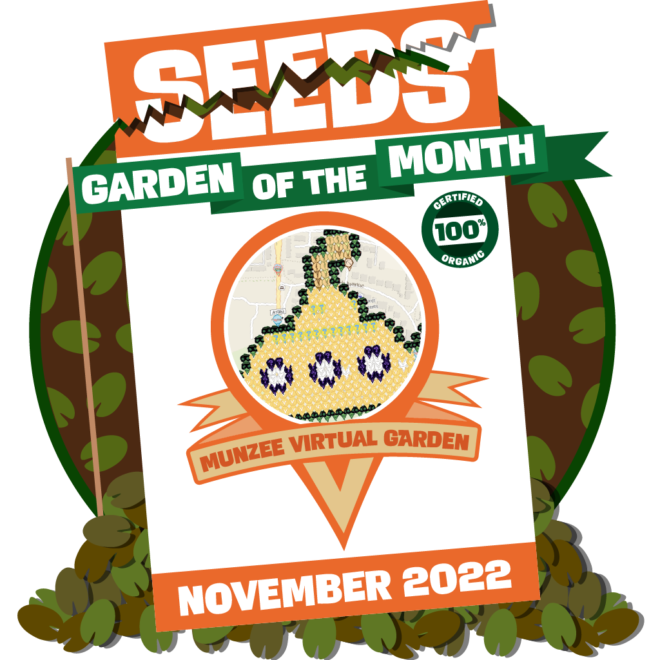 SEEDS
GARDEN OF THE MONTH
CERTIFIED
100%
ORGANIC
MUNZEE VIRTUAL GARDEN
NOVEMBER 2022